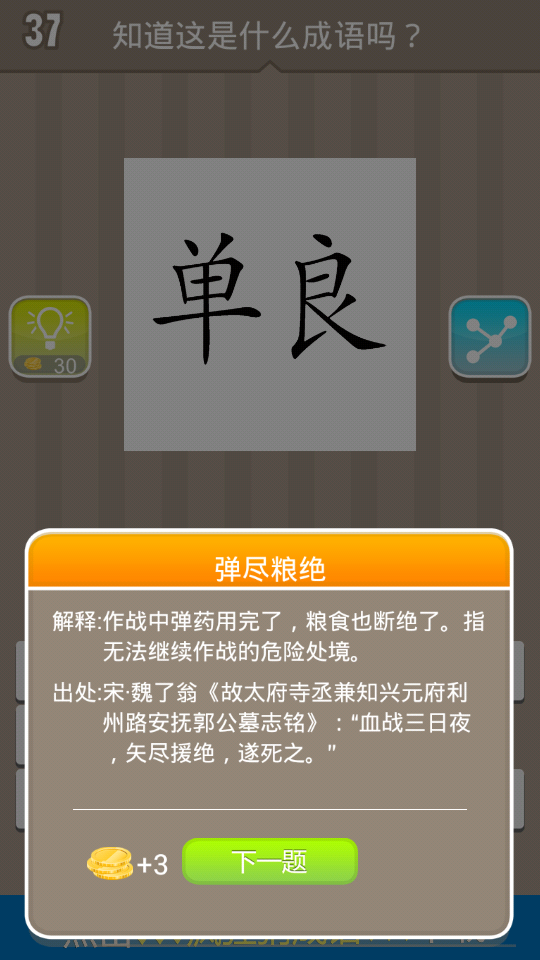 37
知道这是什么成语吗？
单良
30
弹尽粮绝
解释:作战中弹药用完了，粮食也断绝了。指
无法继续作战的危险处境。
出处:宋·魏了翁《故太府寺丞兼知兴元府利
州路安抚郭公墓志铭》：“血战三日夜
，矢尽援绝，遂死之。”
+3
下一题